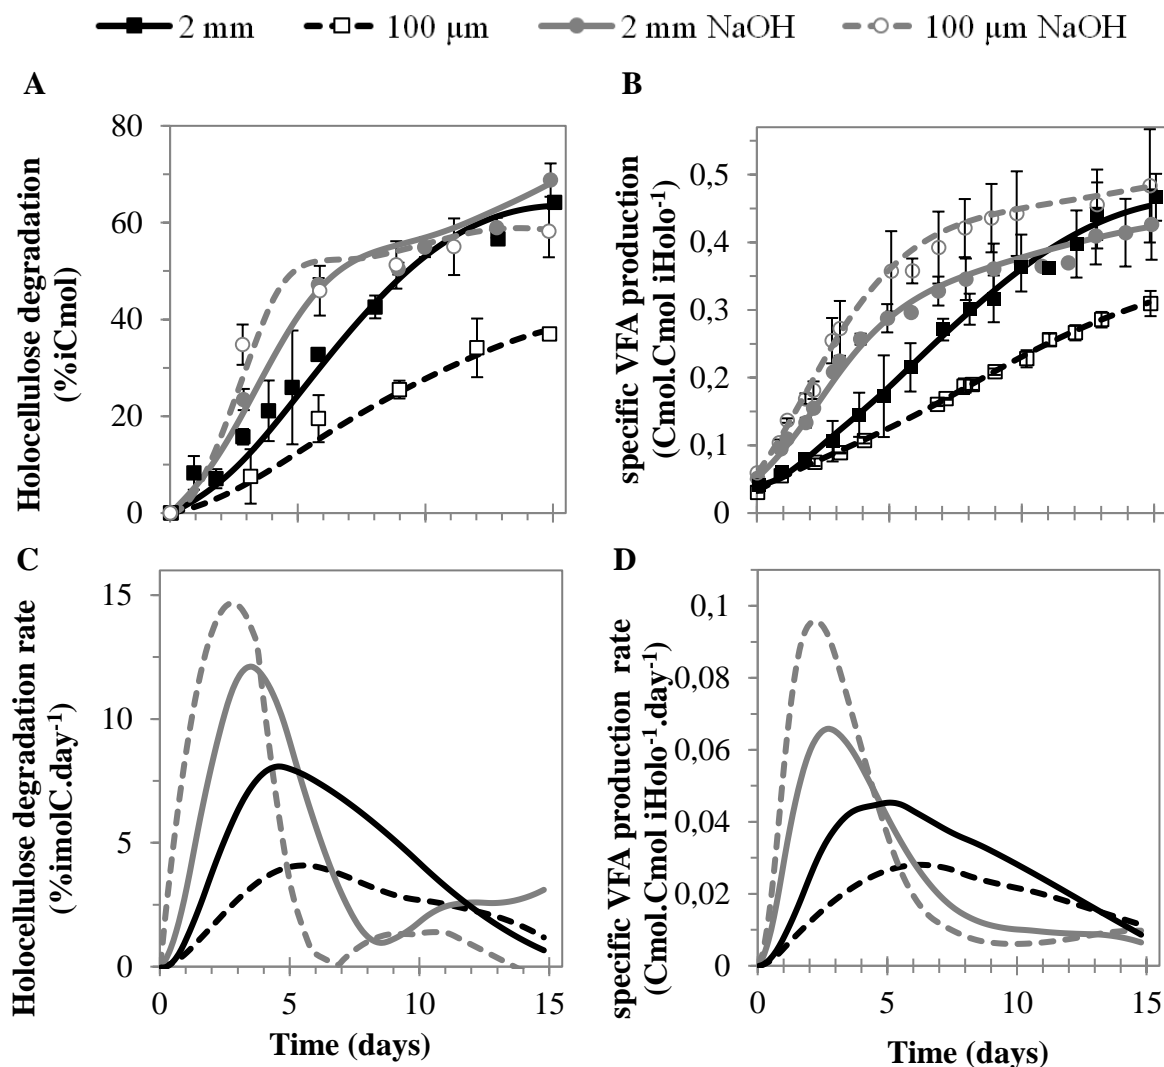 2 mm 100 µm 2 mm NaOH 100 µm NaOH
A
Holocellulose degradation
(%iCmol)
80
60
40
20
0
B
specific VFA production
(Cmol.Cmol iHolo-1)
0,5
0,4
0,3
0,2
0,1
0
C
Holocellulose degradation rate
(%imolC.day-1)
15
10
5
0
0 5 10 15
Time (days)
D
specific VFA production rate
(Cmol.Cmol iHolo-1.day-1)
0,1
0,08
0,06
0,04
0,02
0
0 5 10 15
Time (days)